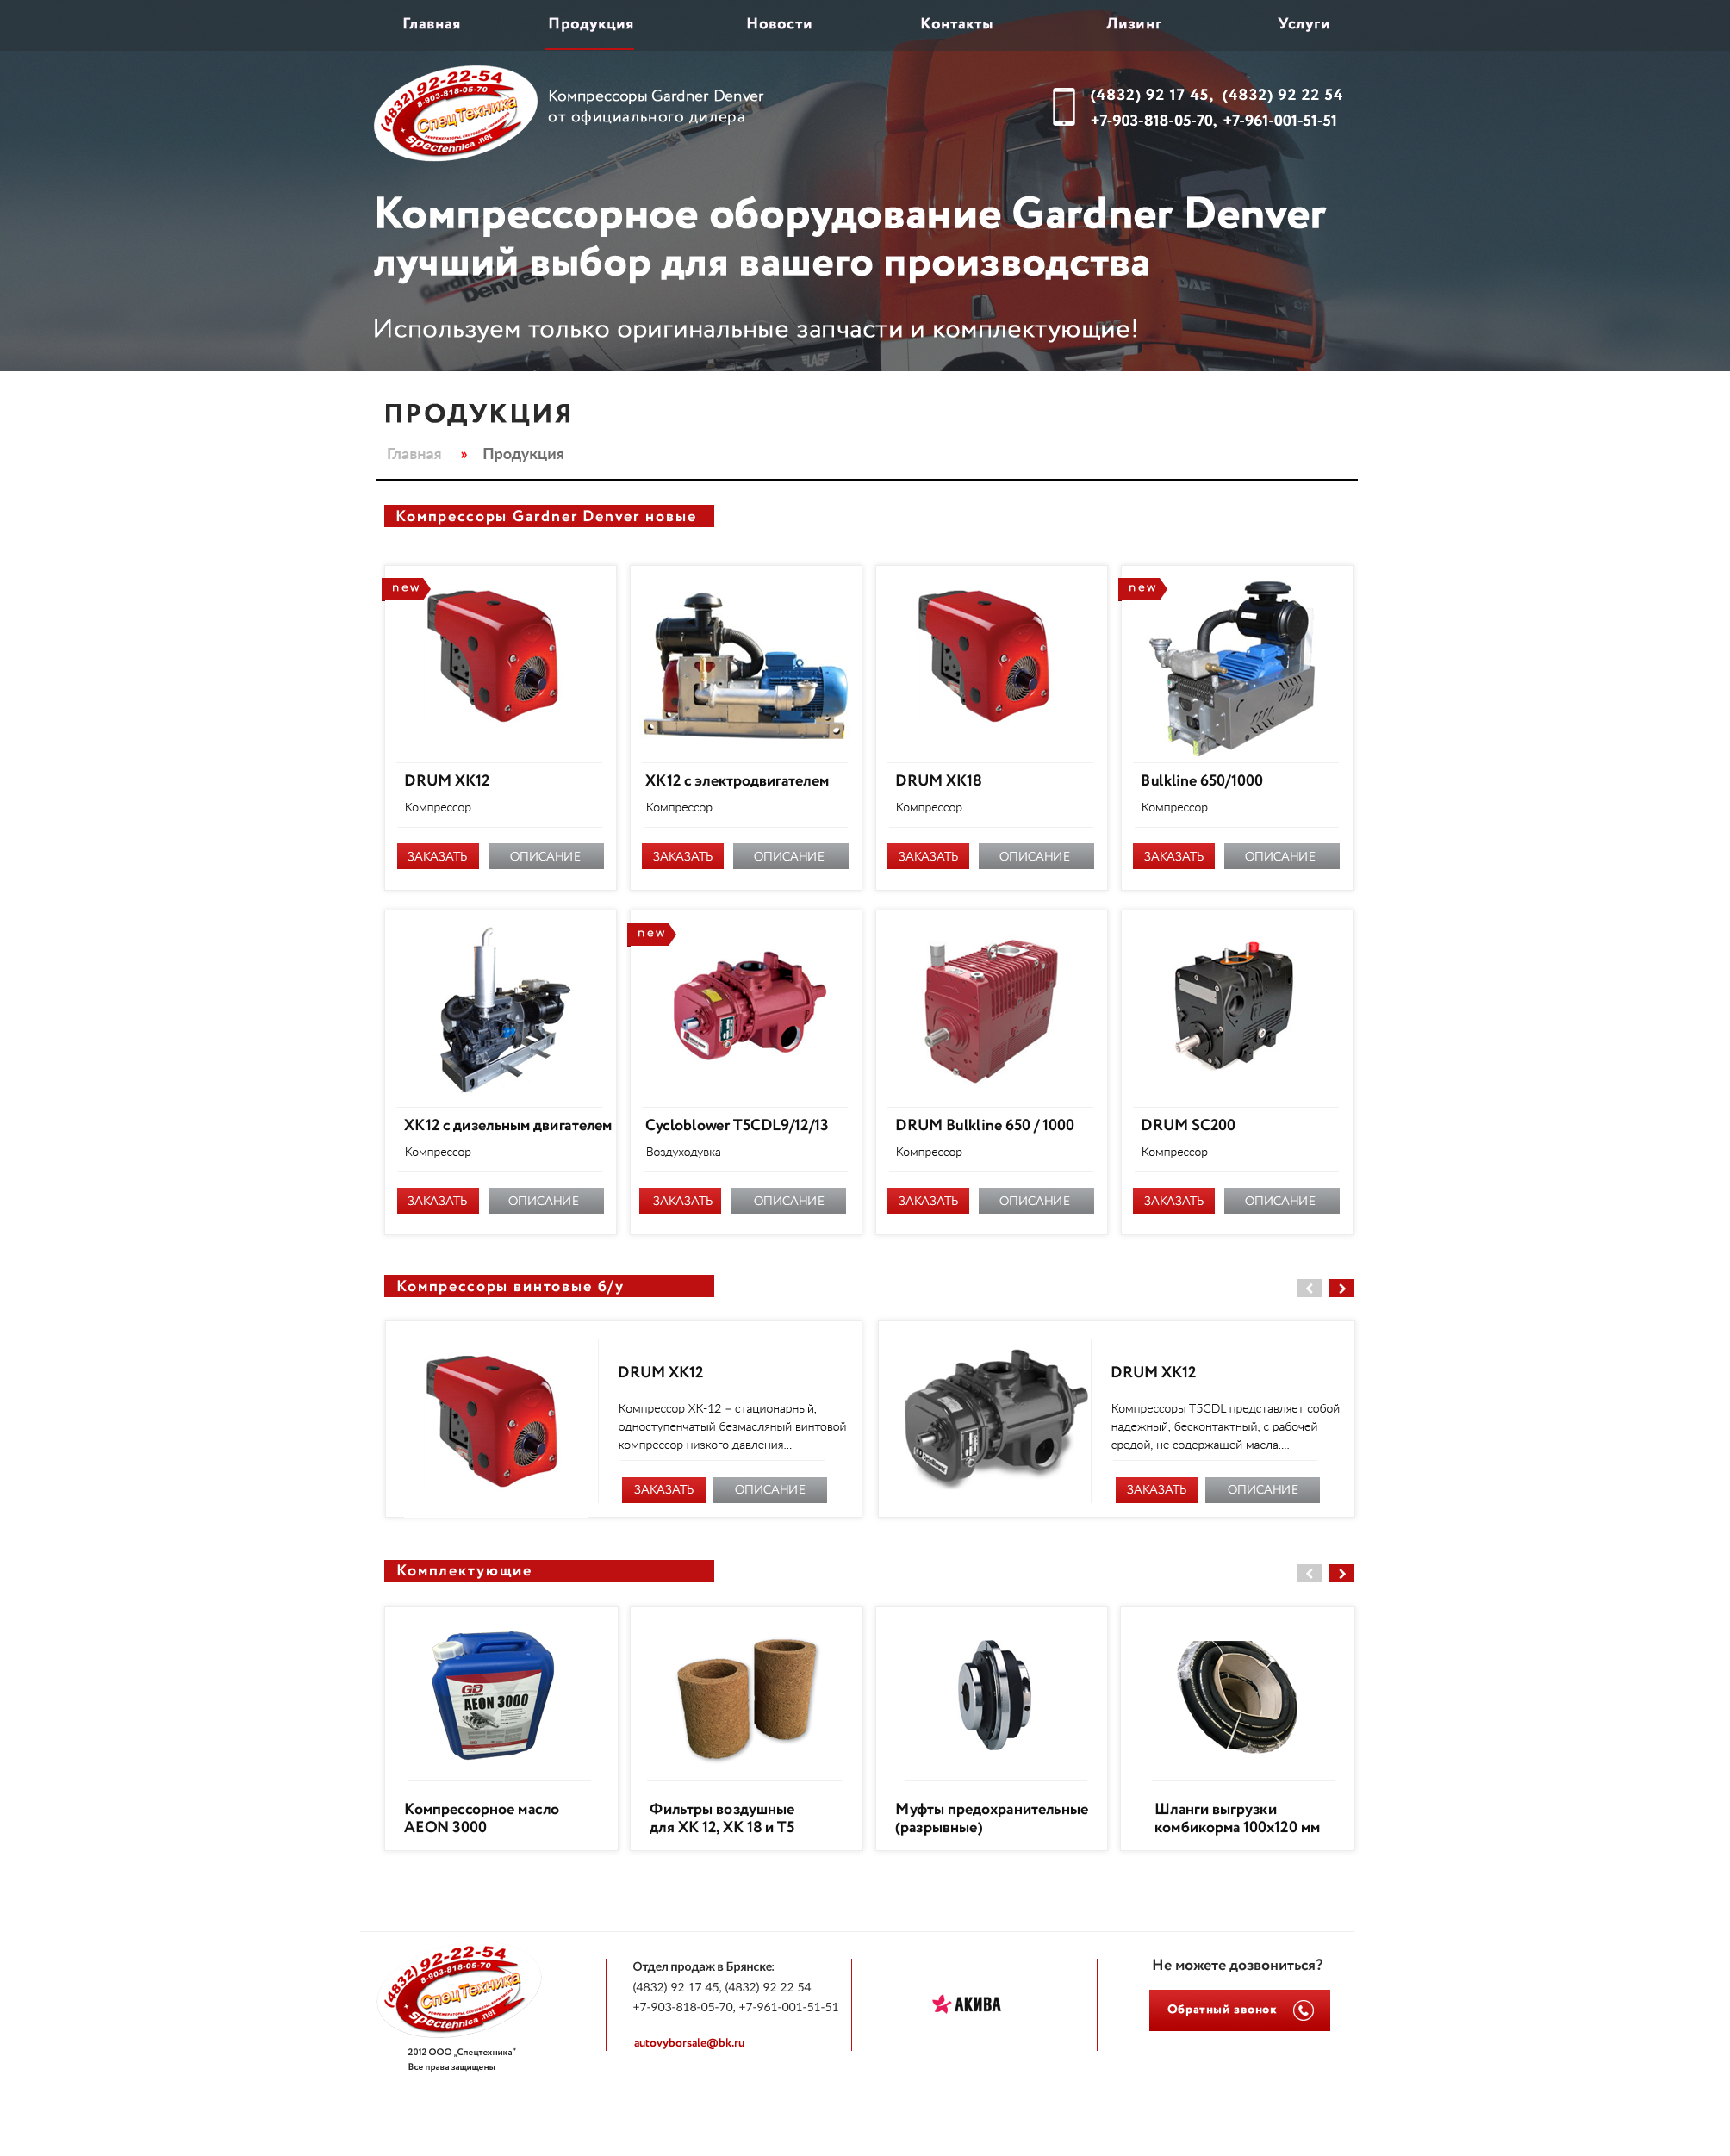 Главная Продукция Новости Контакты Лизинг Услуги
(4832) 92-22-54
8-903-818-05-70
СпецТехника
spectehnica .net
Компрессоры Gardner Denver
от официального дилера
(4832) 92 17 45, (4832) 92 22 54
+7-903-818-05-70, +7-961-001-51-51
Компрессорное оборудование Gardner Denver
лучший выбор для вашего производства
Используем только оригинальные запчасти и комплектующие!
Gardner
Denver
DAF
CF
LAG
ПРОДУКЦИЯ
Главная » Продукция
Компрессоры Gardner Denver новые
new
new
DRUM XK12
XK12 с электродвигателем
DRUM XK18
Bulkline 650/1000
Компрессор
Компрессор
Компрессор
Компрессор
ЗАКАЗАТЬ ОПИСАНИЕ
ЗАКАЗАТЬ ОПИСАНИЕ
ЗАКАЗАТЬ ОПИСАНИЕ
ЗАКАЗАТЬ ОПИСАНИЕ
new
XK12 с дизельным двигателем
Cycloblower T5CDL9/12/13
DRUM Bulkline 650 / 1000
DRUM SC200
Компрессор
Воздуходувка
Компрессор
Компрессор
ЗАКАЗАТЬ ОПИСАНИЕ
ЗАКАЗАТЬ ОПИСАНИЕ
ЗАКАЗАТЬ ОПИСАНИЕ
ЗАКАЗАТЬ ОПИСАНИЕ
Компрессоры винтовые б/у
DRUM XK12
Компрессор ХК-12 – стационарный,
одноступенчатый безмасляный винтовой
компрессор низкого давления...
ЗАКАЗАТЬ ОПИСАНИЕ
DRUM XK12
Компрессоры T5CDL представляет собой
надежный, бесконтактный, с рабочей
средой, не содержащей масла....
ЗАКАЗАТЬ ОПИСАНИЕ
Комплектующие
GD
AEON 3000
Компрессорное масло
AEON 3000
Фильтры воздушные
для ХК 12, ХК 18 и Т5
Муфты предохранительные
(разрывные)
Шланги выгрузки
комбикорма 100х120 мм
(4832) 92-22-54
8-903-818-05-70
СпецТехника
spectehnica .net
2012 ООО „Спецтехника"
Все права защищены
Отдел продаж в Брянске:
(4832) 92 17 45, (4832) 92 22 54
+7-903-818-05-70, +7-961-001-51-51
autovyborsale@bk.ru
АКИВА
Не можете дозвониться?
Обратный звонок